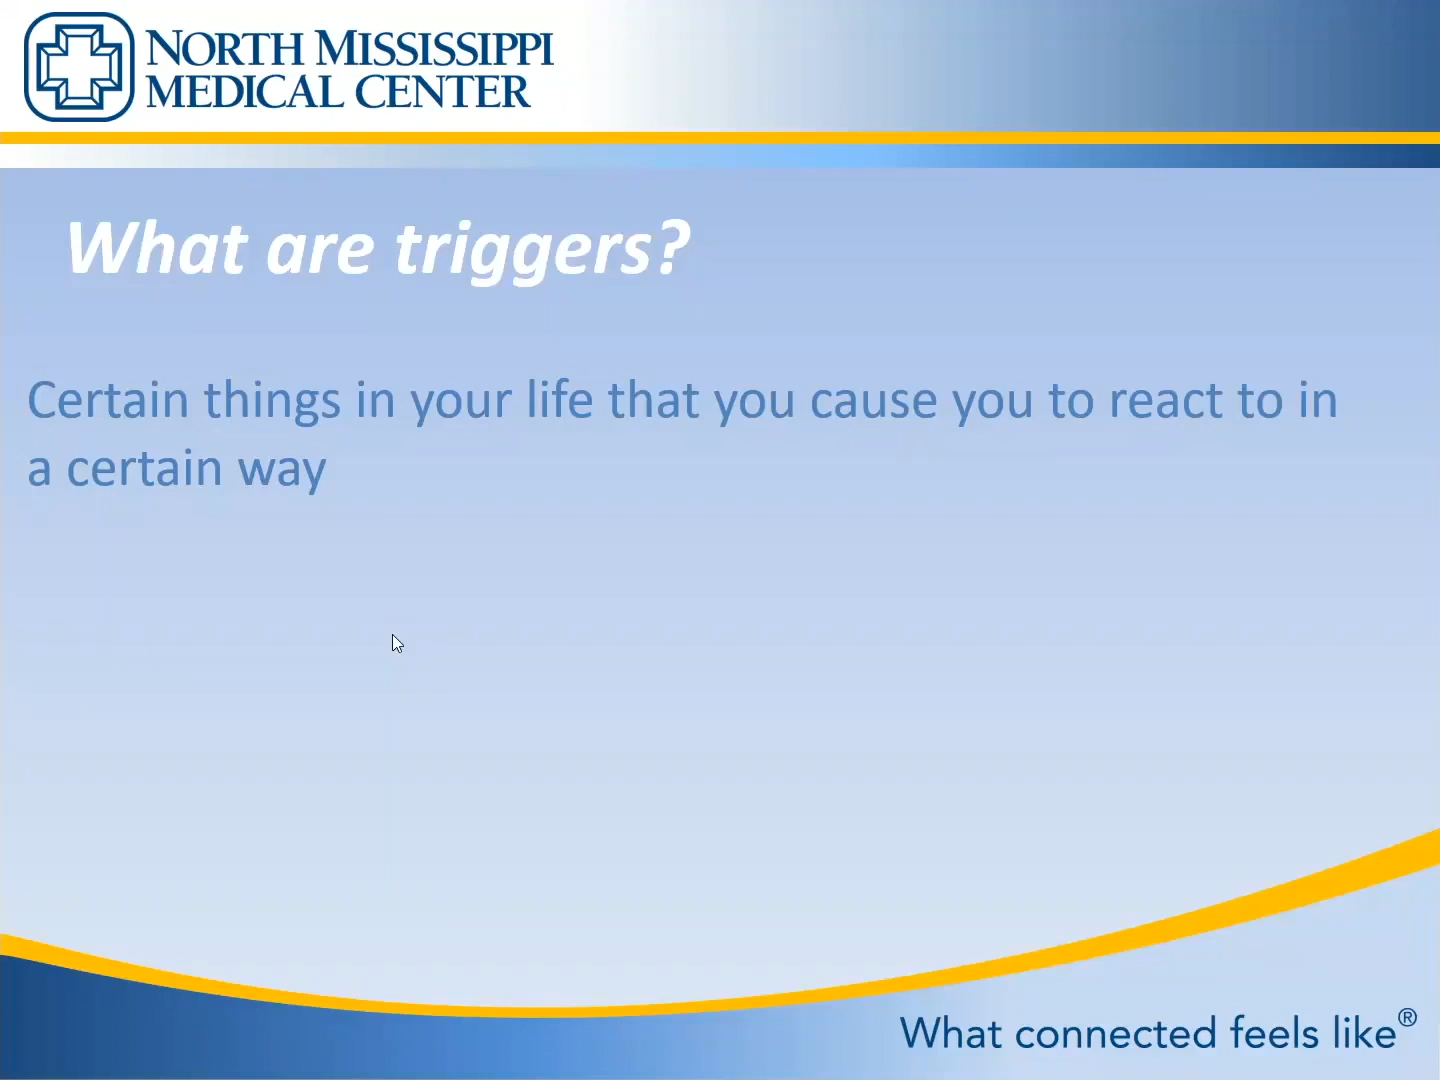 NORTH MISSISSIPPI
MEDICAL CENTER
What are triggers?
Certain things in your life that you cause you to react to in
a certain way
What connected feels like®